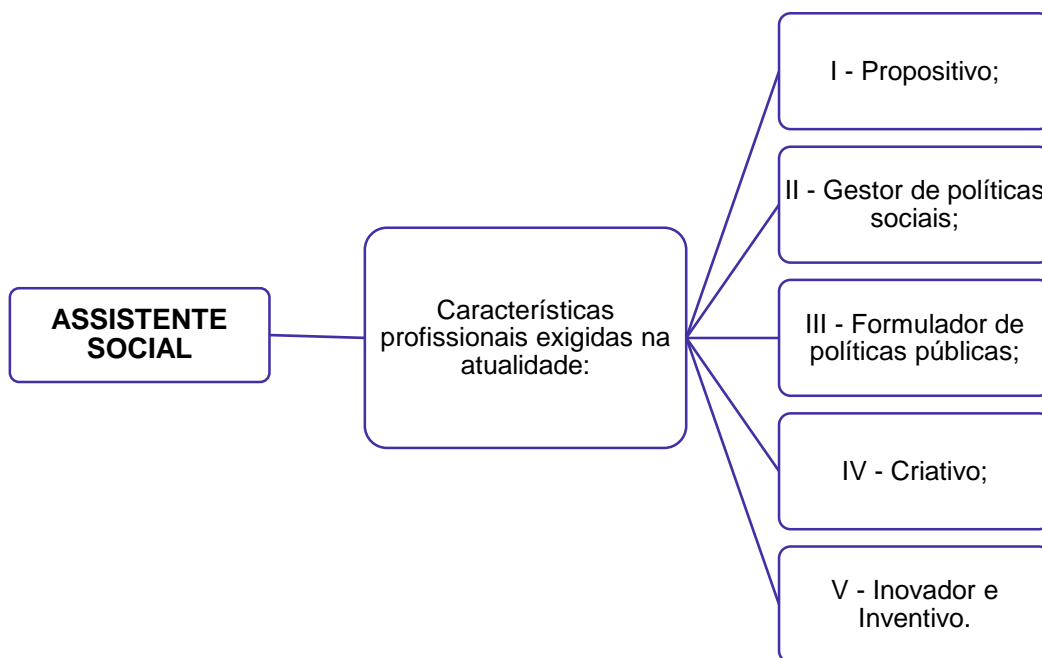 ASSISTENTE
SOCIAL
Características
profissionais exigidas na
atualidade:
I - Propositivo;
II - Gestor de políticas
sociais;
III - Formulador de
políticas públicas;
IV - Criativo;
V - Inovador e
Inventivo.